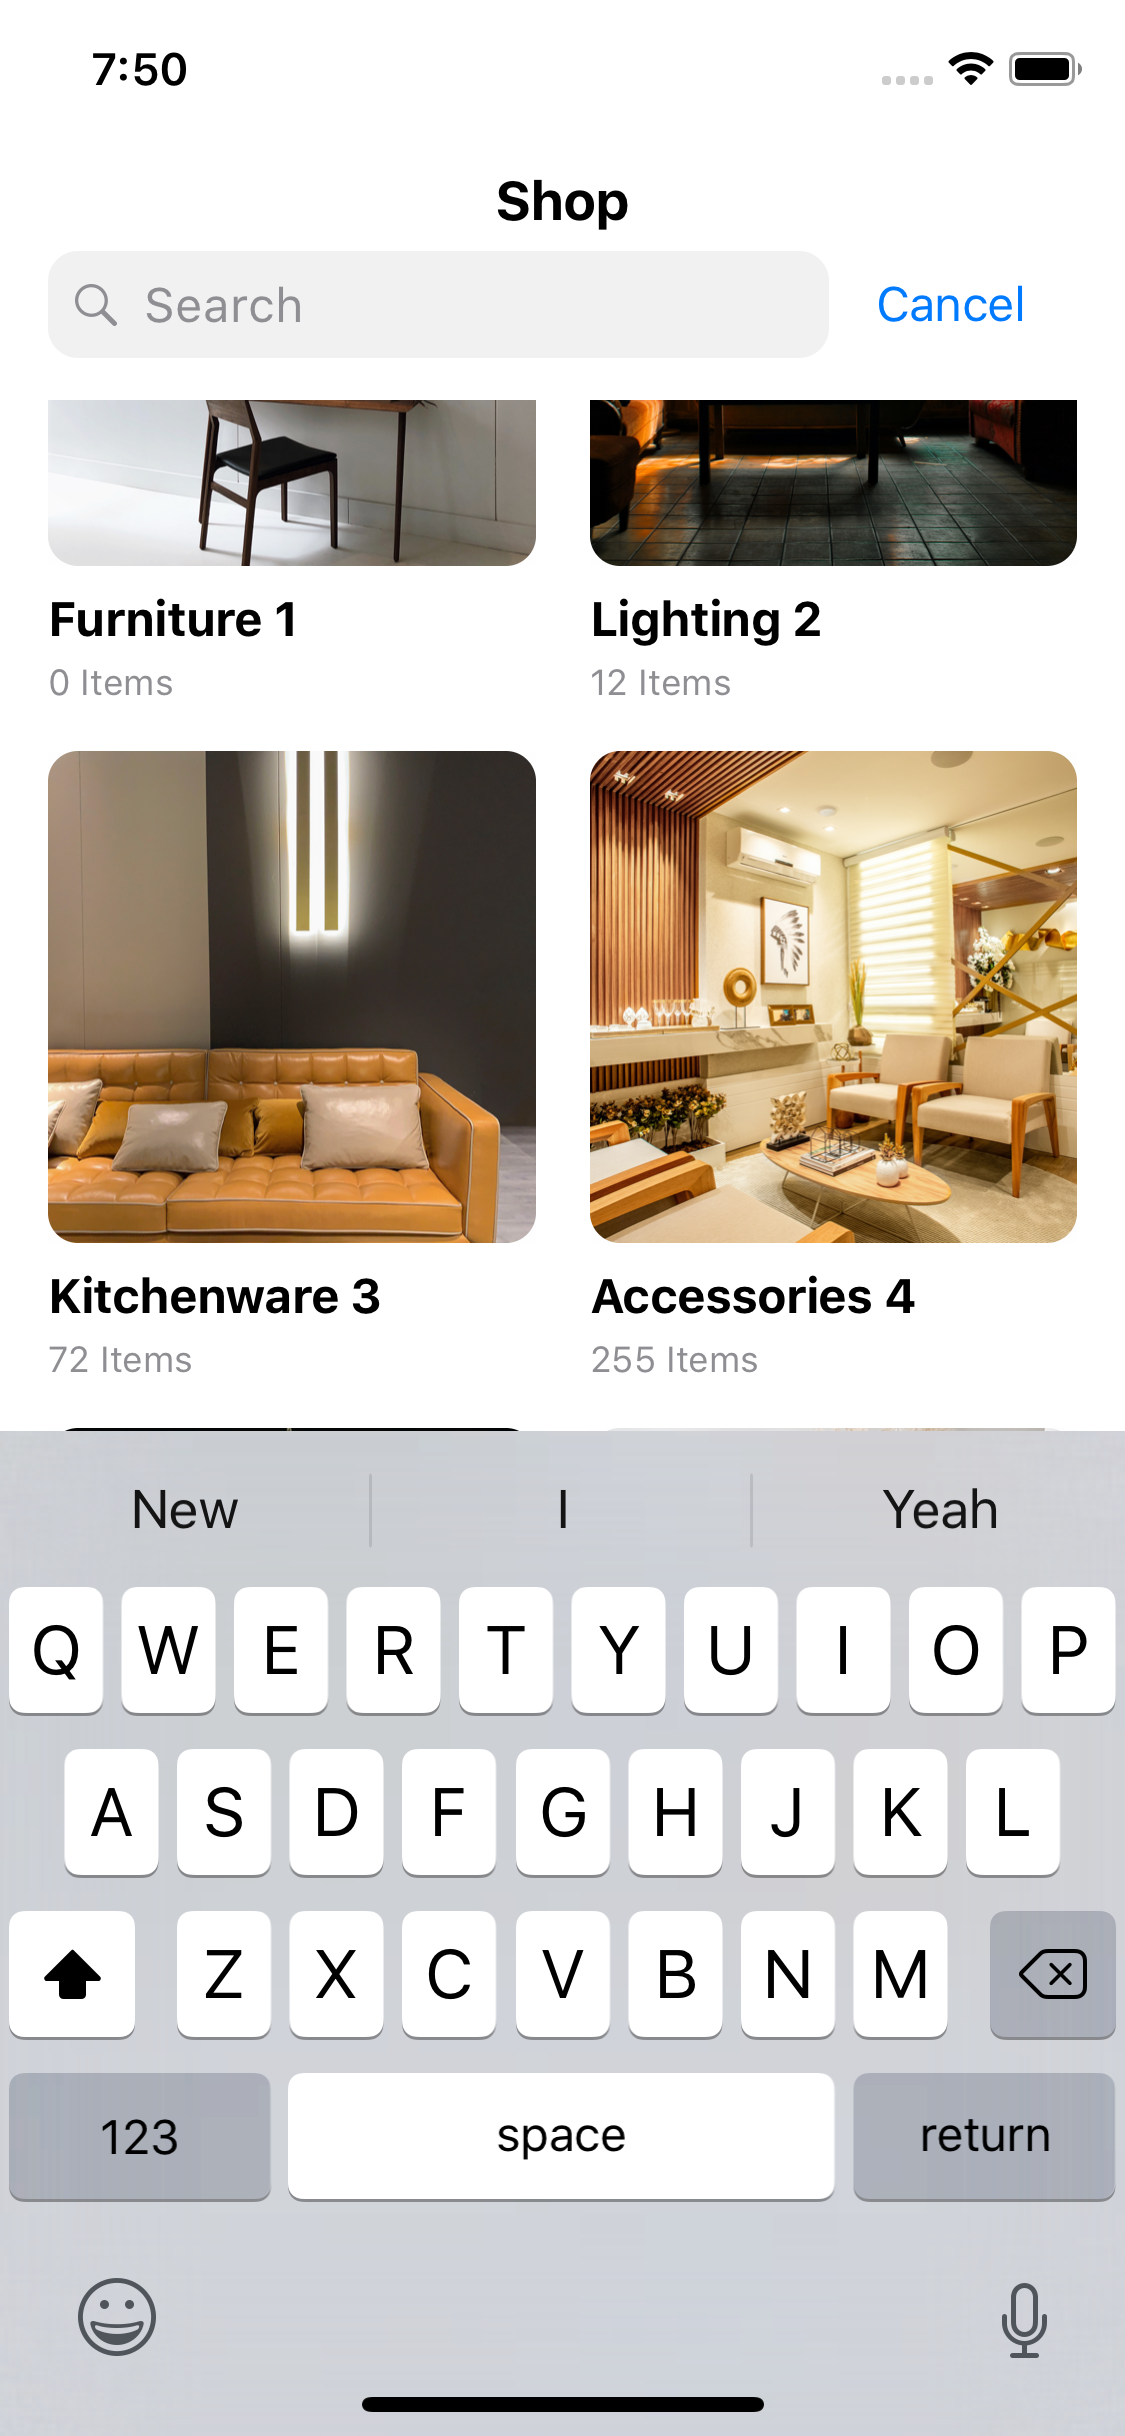 7:50
Shop
Search
Cancel
Furniture 1
Lighting 2
0 Items
12 Items
Kitchenware 3
Accessories 4
72 Items
255 Items
New
I
Yeah
Q W E R T Y U I O P
A S D F G H J K L
Z X C V B N M
123
space
return